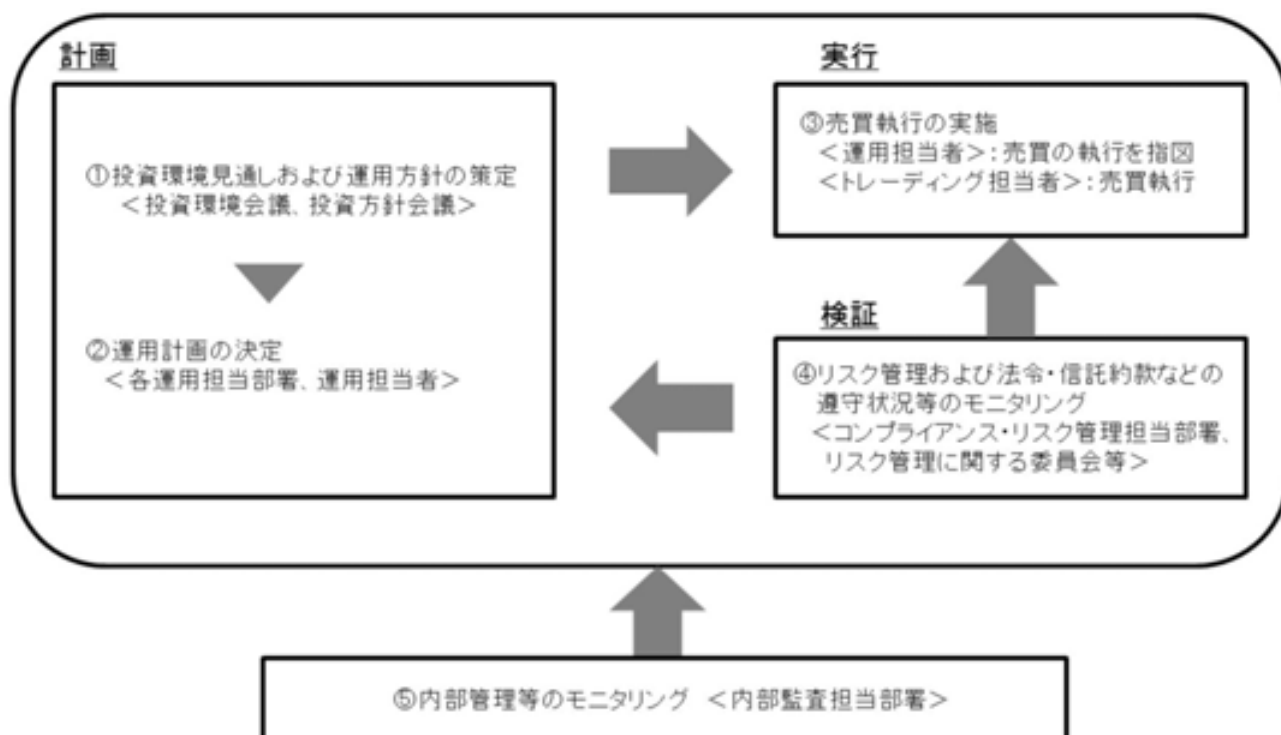 計画
①投資環境見通しおよび運用方針の策定
＜投資環境会議、投資方針会議＞
②運用計画の決定
＜各運用担当部署、運用担当者＞
実行
③売買執行の実施
＜運用担当者＞：売買の執行を指図
＜トレーディング担当者＞：売買執行
検証
④リスク管理および法令・信託約款などの
遵守状況等のモニタリング
＜コンプライアンス・リスク管理担当部署、
リスク管理に関する委員会等＞
⑤内部管理等のモニタリング ＜内部監査担当部署＞